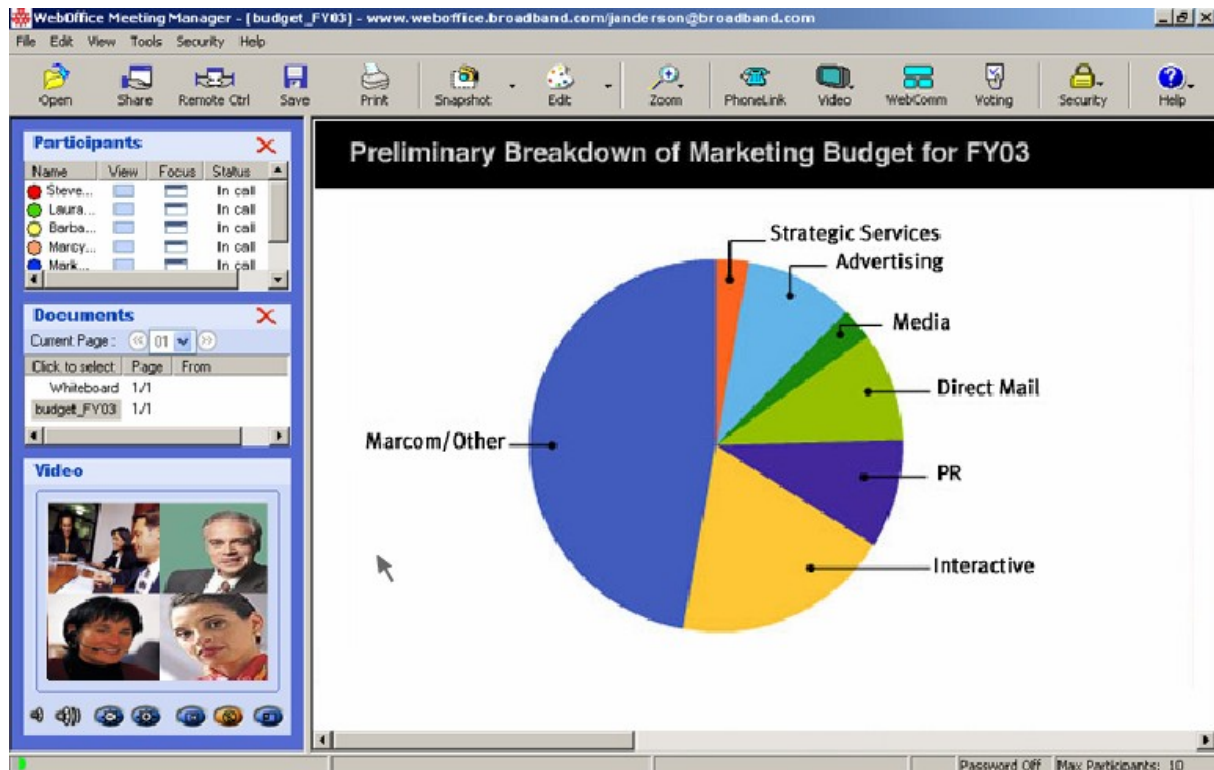 WebOffice Meeting Manager - [budget_FY03] - www.weboffice.broadband.com/janderson@broadband.com
File Edit View Tools Security Help
Open Share Remote Ctrl Save Print Snapshot Edit Zoom PhoneLink Video WebComm Voting Security Help
Participants
Name View Focus Status
Steve... In call
Laura... In call
Barba... In call
Marcy... In call
Mark... In call
Documents
Current Page : 01
Click to select Page From
Whiteboard 1/1
budget_FY03 1/1
Video
Preliminary Breakdown of Marketing Budget for FY03
Strategic Services
Advertising
Media
Direct Mail
Marcom/Other
PR
Interactive
Password Off Max Participants: 10